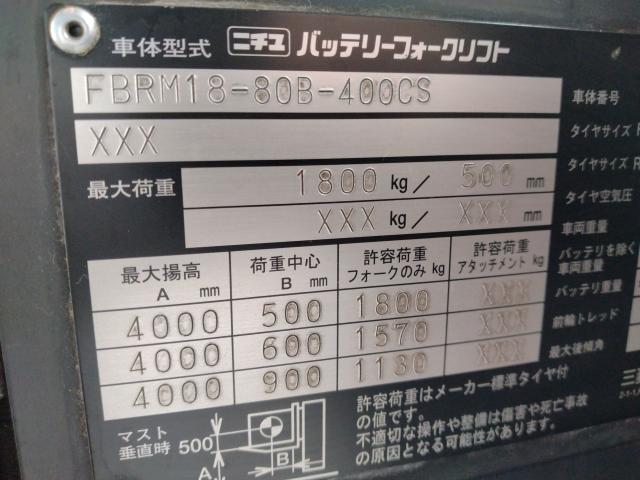 車体型式 ニチユ バッテリーフォークリフト
FBRM18-80B-400CS
XXX
最大荷重 1800 kg/ 500 mm
XXX kg/ XXX mm
最大揚高 A mm 荷重中心 B mm 許容荷重 フォークのみ kg 許容荷重 アタッチメント kg
4000 500 1800 XXX
4000 600 1570 XXX
4000 900 1130 XXX
マスト
垂直時 500
A
B
許容荷重はメーカー標準タイヤ付
の値です。
不適切な操作や整備は傷害や死亡事故
の原因となる可能性があります。
車体番号
タイヤサイズ F
タイヤサイズ R
タイヤ空気圧
車両重量
バッテリを除く
車両重量
バッテリ重量
前輪トレッド
最大後傾角